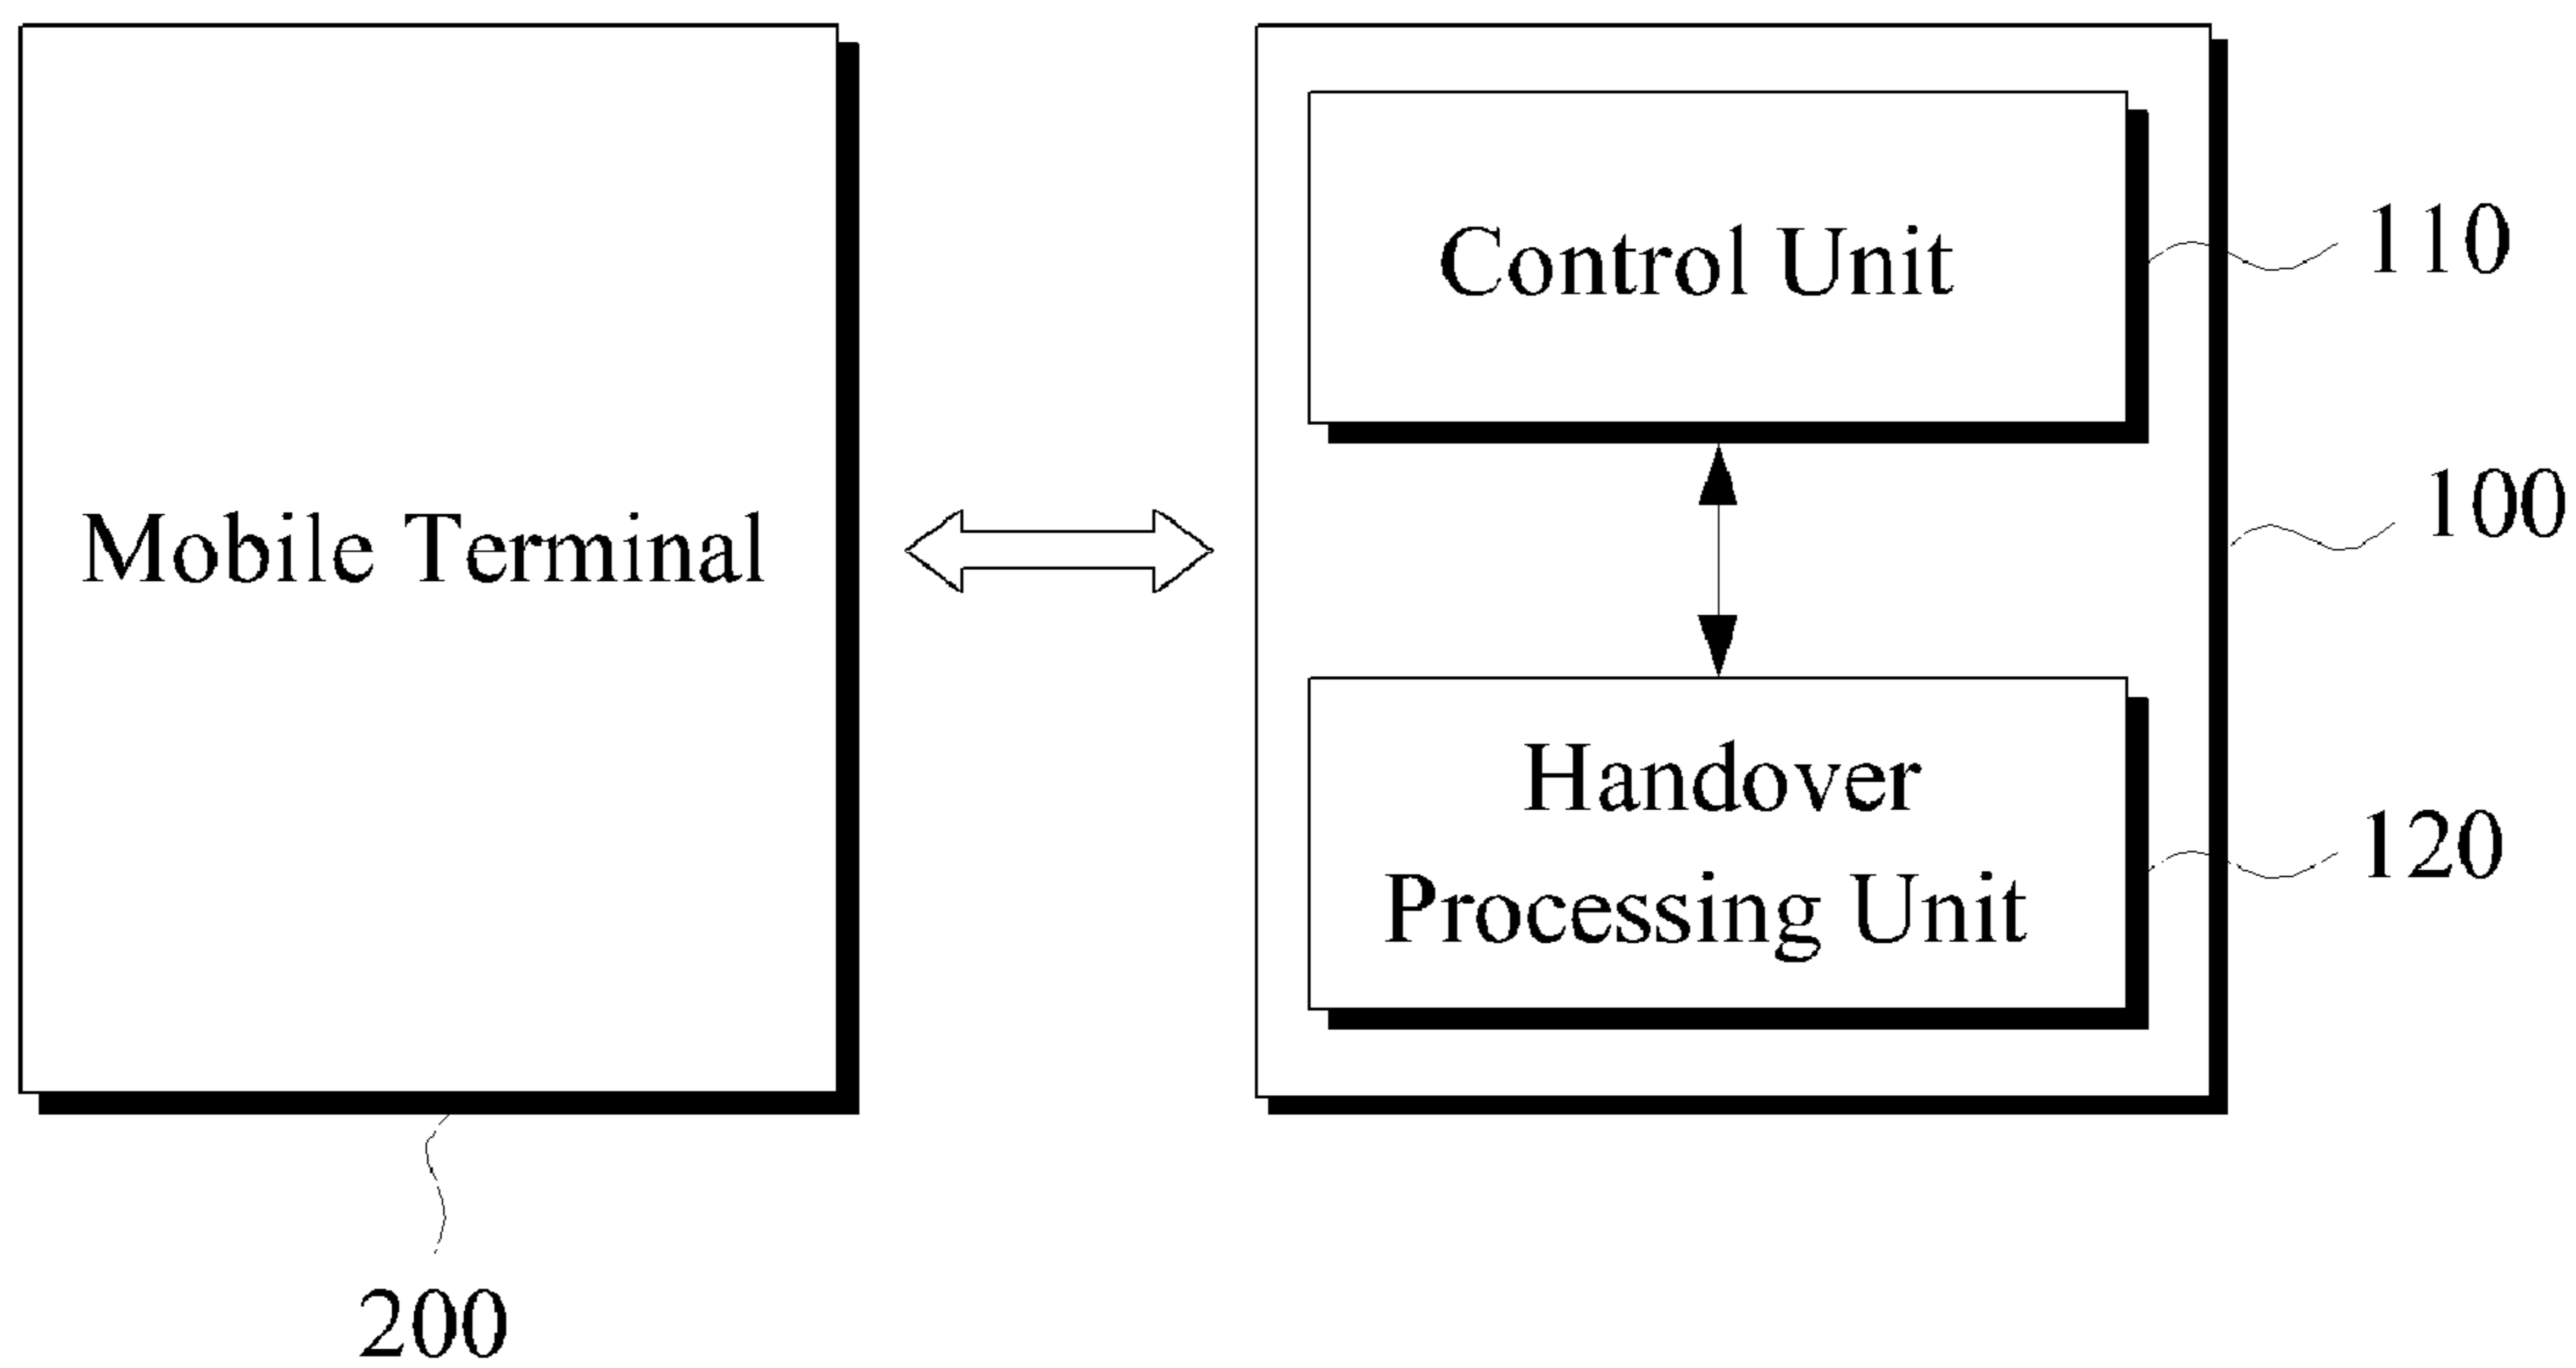 Mobile Terminal
200
Control Unit
110
100
Handover
Processing Unit
120